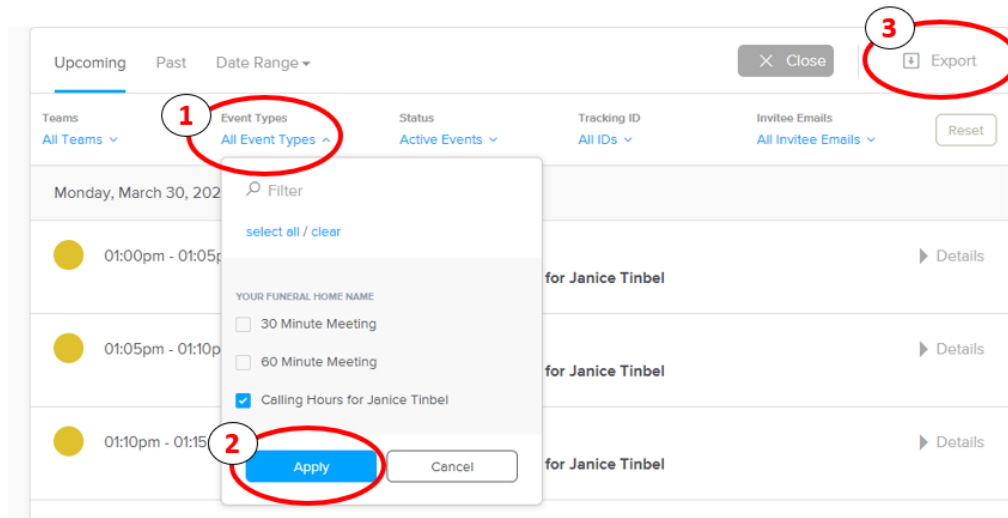 3
Upcoming Past Date Range Close Export
1
Teams Event Types Status Tracking ID Invitee Emails
All Teams All Event Types Active Events All IDs All Invitee Emails Reset
Monday, March 30, 202
Filter
select all / clear
01:00pm - 01:05p Details
for Janice Tinbel
YOUR FUNERAL HOME NAME
30 Minute Meeting
01:05pm - 01:10p Details
60 Minute Meeting
for Janice Tinbel
Calling Hours for Janice Tinbel
2
01:10pm - 01:15 Details
Apply Cancel for Janice Tinbel